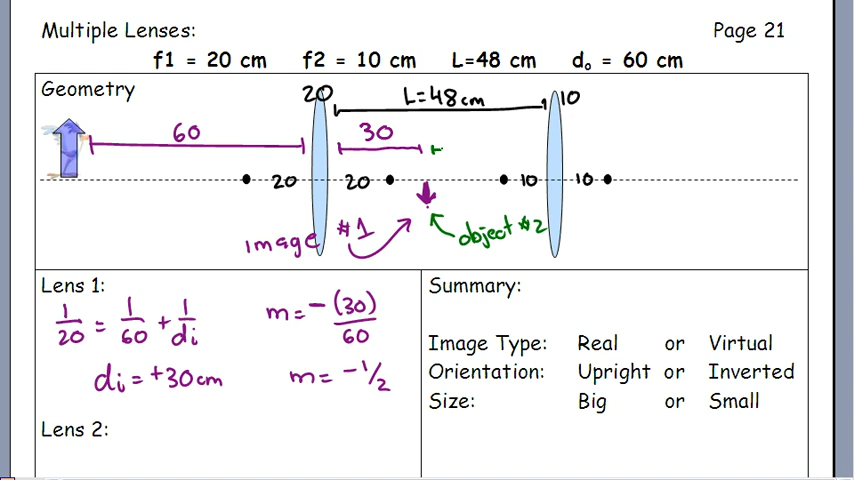 Multiple Lenses: Page 21
f1 = 20 cm f2 = 10 cm L=48 cm dₒ = 60 cm
Geometry
20 L=48cm 10
60 30
20 20 10 10
image #1 object #2
Lens 1:
1/20 = 1/60 + 1/di m = -(30)/60
di = +30cm m = -1/2
Lens 2:
Summary:
Image Type: Real or Virtual
Orientation: Upright or Inverted
Size: Big or Small